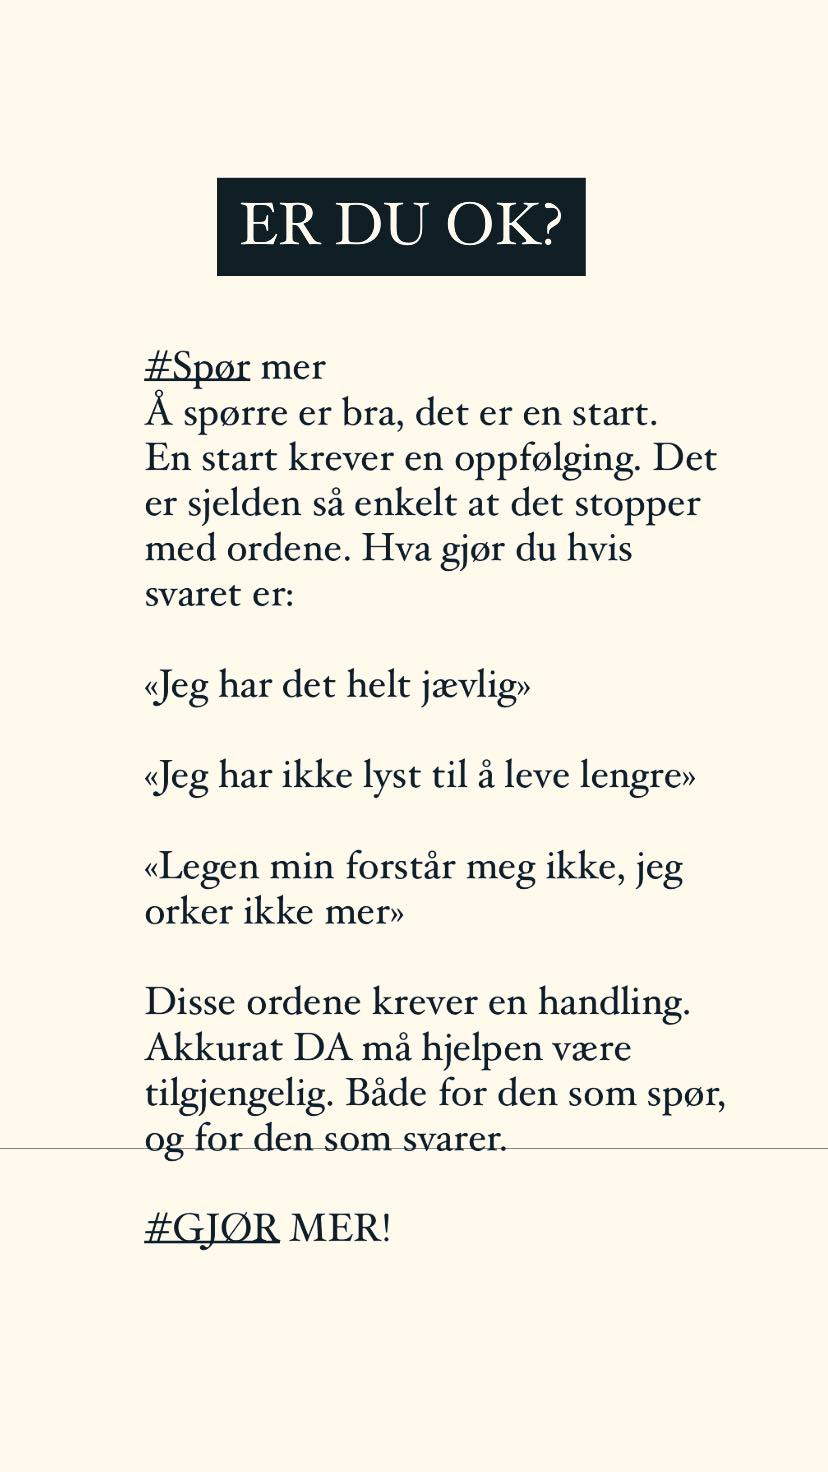 ER DU OK?
#Spør mer
Å spørre er bra, det er en start.
En start krever en oppfølging. Det
er sjelden så enkelt at det stopper
med ordene. Hva gjør du hvis
svaret er:
«Jeg har det helt jævlig»
«Jeg har ikke lyst til å leve lengre»
«Legen min forstår meg ikke, jeg
orker ikke mer»
Disse ordene krever en handling.
Akkurat DA må hjelpen være
tilgjengelig. Både for den som spør,
og for den som svarer.
#GJØR MER!